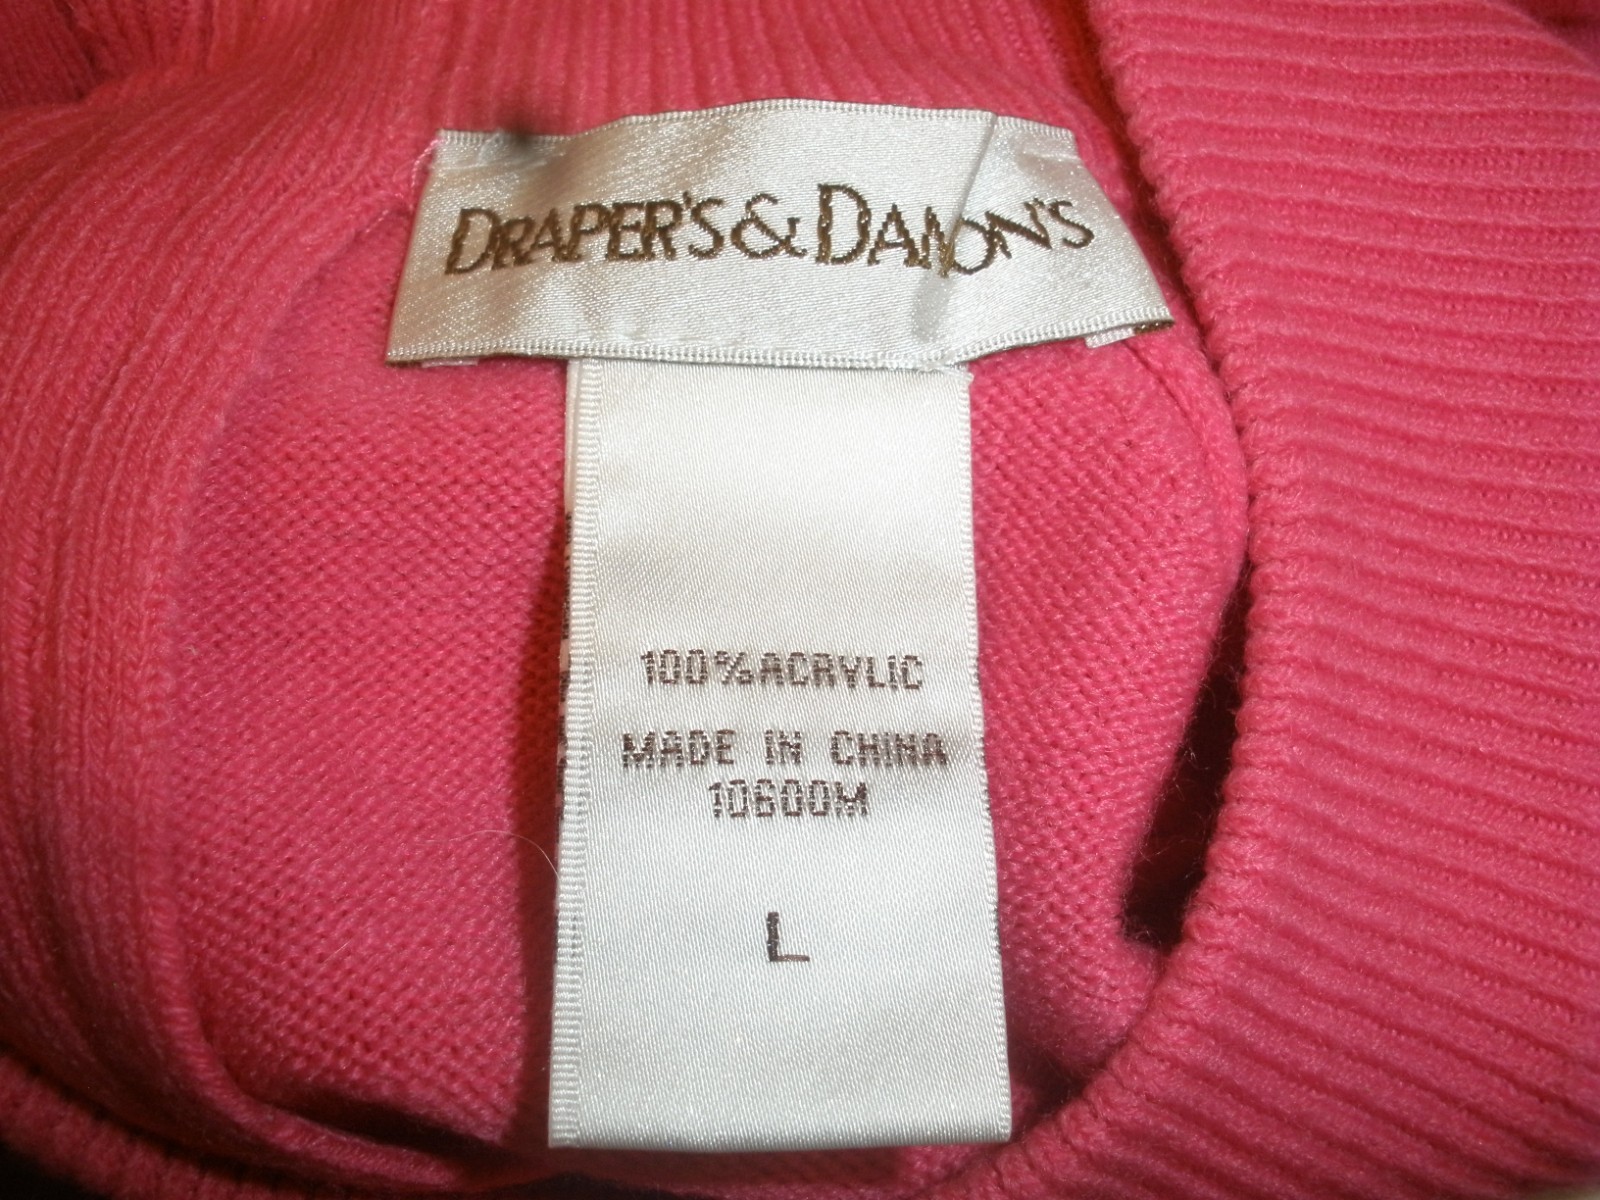 DRAPER'S & DAMON'S
100% ACRYLIC
MADE IN CHINA
10600M
L